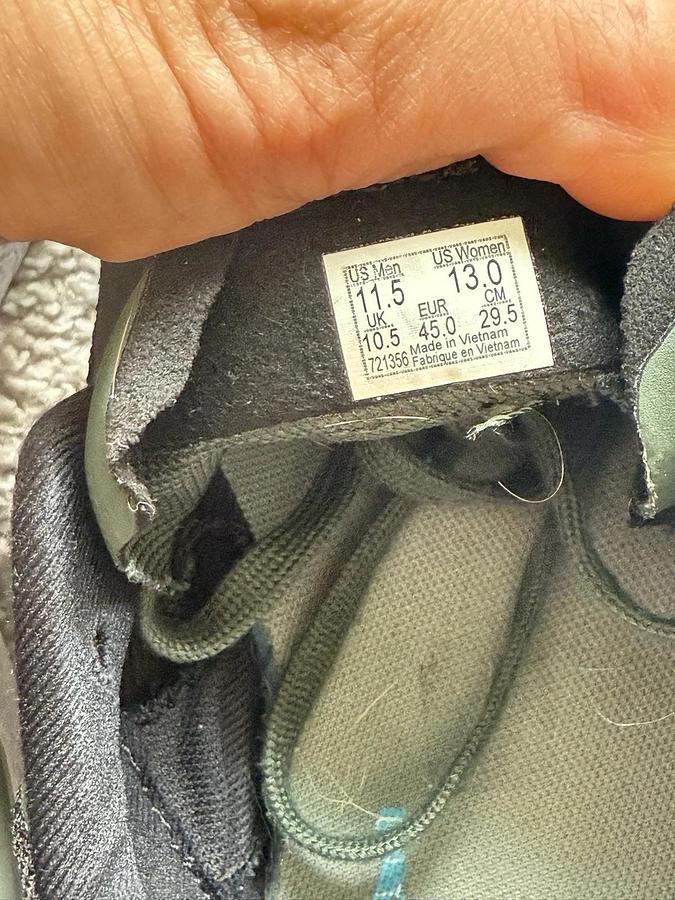 US Men US Women
11.5 13.0
UK EUR CM
10.5 45.0 29.5
Made in Vietnam
721356 Fabrique en Vietnam